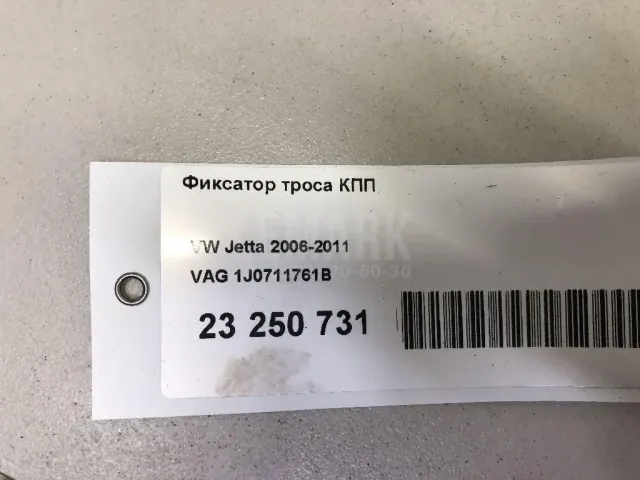 Фиксатор троса КПП
VW Jetta 2006-2011
VAG 1J0711761B
23 250 731